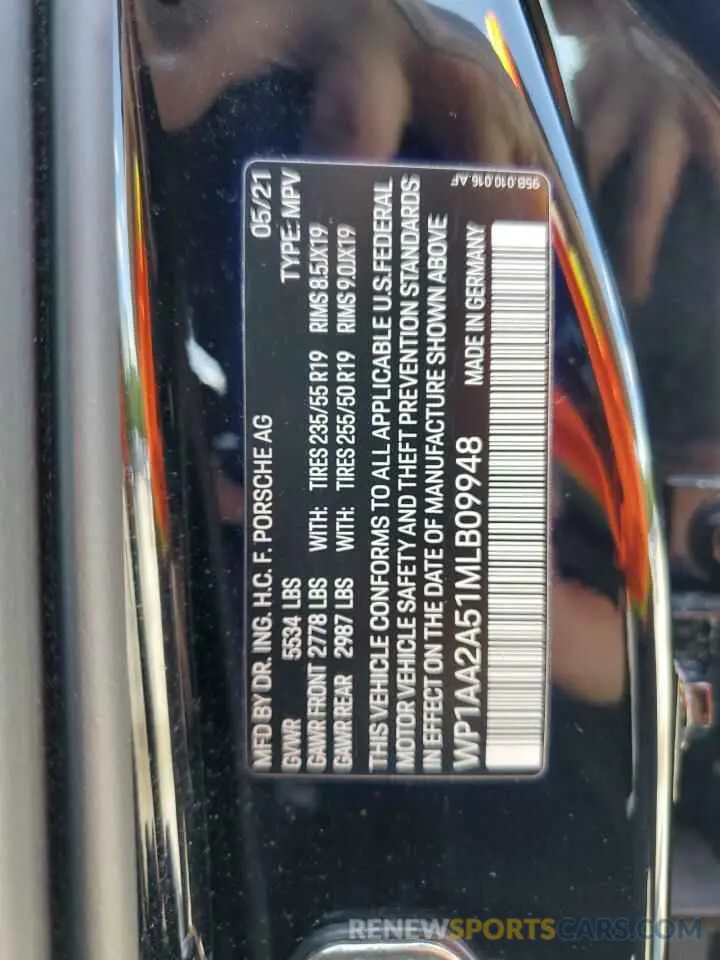 MFD BY DR. ING. H.C. F. PORSCHE AG 05/21
GVWR 5534 LBS TYPE: MPV
GAWR FRONT 2778 LBS WITH: TIRES 235/55 R19 RIMS 8.5JX19
GAWR REAR 2987 LBS WITH: TIRES 255/50 R19 RIMS 9.0JX19
THIS VEHICLE CONFORMS TO ALL APPLICABLE U.S.FEDERAL
MOTOR VEHICLE SAFETY AND THEFT PREVENTION STANDARDS
IN EFFECT ON THE DATE OF MANUFACTURE SHOWN ABOVE
WP1AA2A51MLB09948 MADE IN GERMANY
95B.010.016.AF
RENEWSPORTSCARS.COM